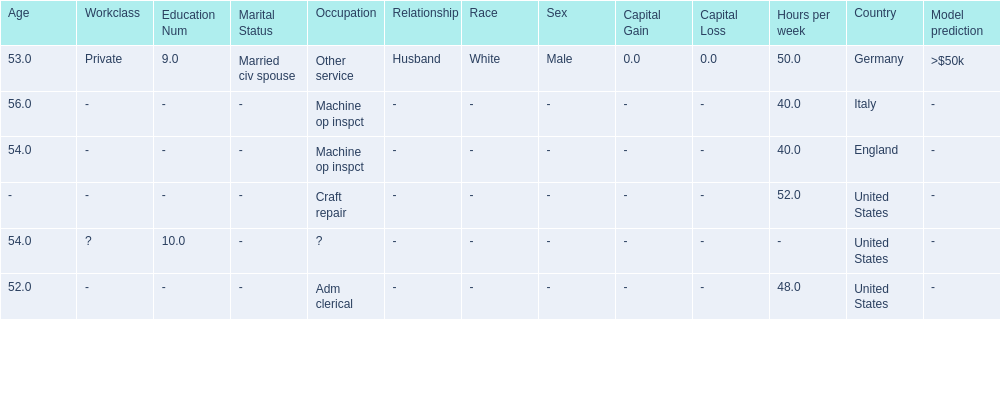 Age Workclass Education Num Marital Status Occupation Relationship Race Sex Capital Gain Capital Loss Hours per week Country Model prediction
53.0 Private 9.0 Married civ spouse Other service Husband White Male 0.0 0.0 50.0 Germany >$50k
56.0 - - - Machine op inspct - - - - - 40.0 Italy -
54.0 - - - Machine op inspct - - - - - 40.0 England -
- - - - Craft repair - - - - - 52.0 United States -
54.0 ? 10.0 - ? - - - - - - United States -
52.0 - - - Adm clerical - - - - - 48.0 United States -